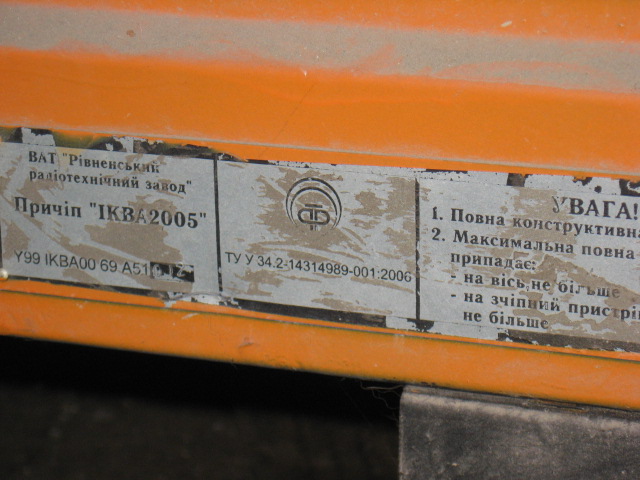 ВАТ "Рівненський
радіотехнічний завод"
Причіп "ІКВА2005"
Y99 IKBA00 69 A51
ТУ У 34.2-14314989-001:2006
УВАГА!
1. Повна конструктивна
2. Максимальна повна
припадає:
- на вісь,не більше
- на зчіпний пристрі
не більше